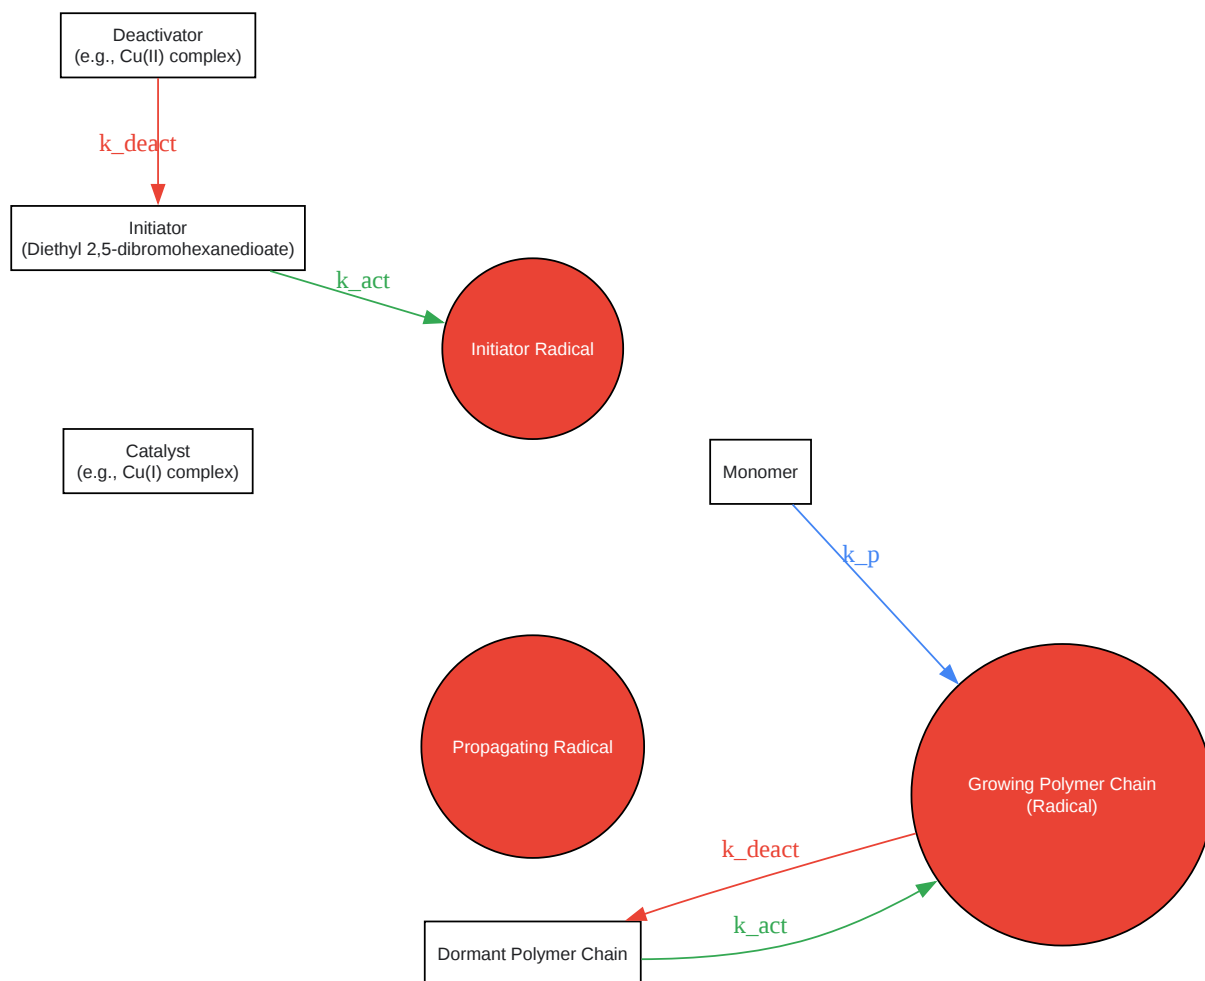 Deactivator
(e.g., Cu(II) complex)
k_deact
Initiator
(Diethyl 2,5-dibromohexanedioate)
k_act
Initiator Radical
Catalyst
(e.g., Cu(I) complex)
Monomer
k_p
Propagating Radical
Growing Polymer Chain
(Radical)
k_deact
k_act
Dormant Polymer Chain